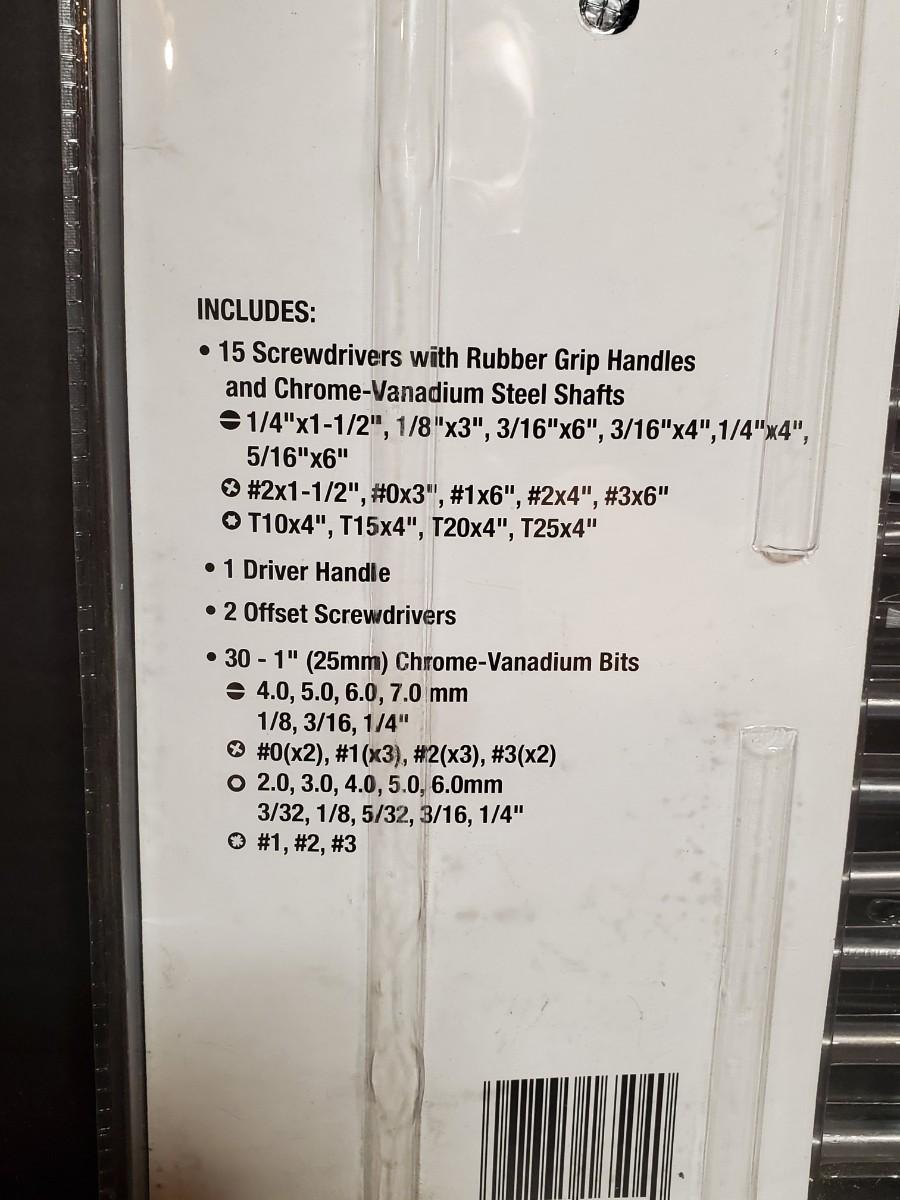 INCLUDES:
• 15 Screwdrivers with Rubber Grip Handles
and Chrome-Vanadium Steel Shafts
1/4"x1-1/2", 1/8"x3", 3/16"x6", 3/16"x4",1/4"x4",
5/16"x6"
#2x1-1/2", #0x3", #1x6", #2x4", #3x6"
T10x4", T15x4", T20x4", T25x4"
• 1 Driver Handle
• 2 Offset Screwdrivers
• 30 - 1" (25mm) Chrome-Vanadium Bits
4.0, 5.0, 6.0, 7.0 mm
1/8, 3/16, 1/4"
#0(x2), #1(x3), #2(x3), #3(x2)
2.0, 3.0, 4.0, 5.0, 6.0mm
3/32, 1/8, 5/32, 3/16, 1/4"
#1, #2, #3